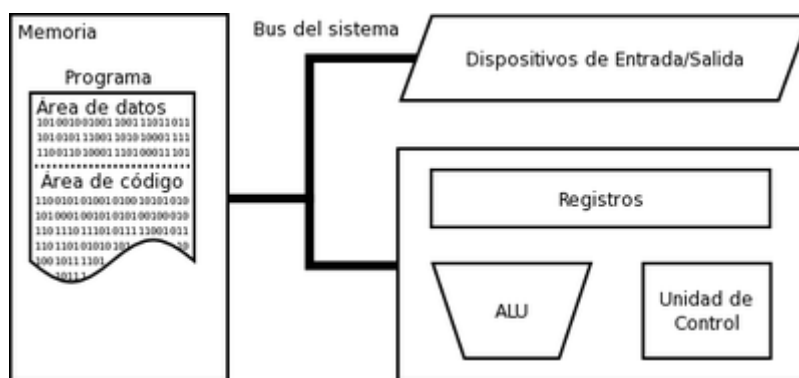 Memoria
Bus del sistema
Dispositivos de Entrada/Salida
Programa
Área de datos
Área de código
Registros
ALU
Unidad de
Control